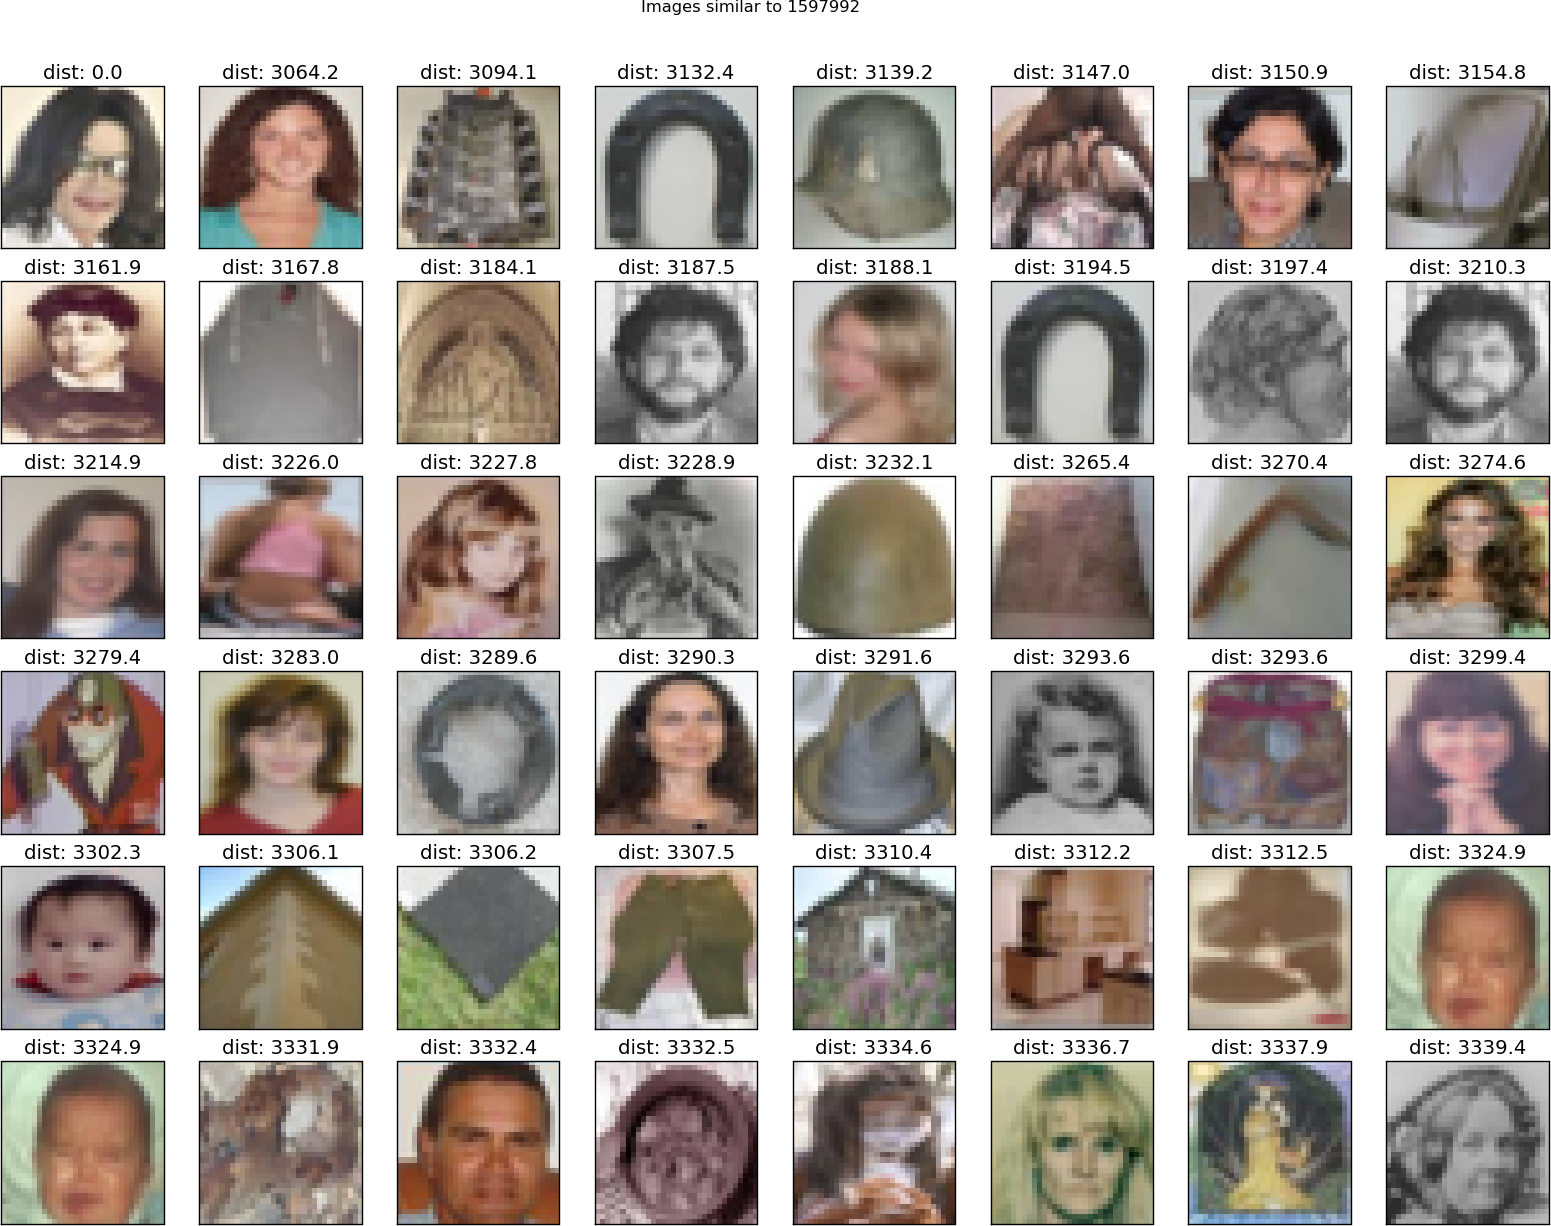 Images similar to 1597992
dist: 0.0 dist: 3064.2 dist: 3094.1 dist: 3132.4 dist: 3139.2 dist: 3147.0 dist: 3150.9 dist: 3154.8
dist: 3161.9 dist: 3167.8 dist: 3184.1 dist: 3187.5 dist: 3188.1 dist: 3194.5 dist: 3197.4 dist: 3210.3
dist: 3214.9 dist: 3226.0 dist: 3227.8 dist: 3228.9 dist: 3232.1 dist: 3265.4 dist: 3270.4 dist: 3274.6
dist: 3279.4 dist: 3283.0 dist: 3289.6 dist: 3290.3 dist: 3291.6 dist: 3293.6 dist: 3293.6 dist: 3299.4
dist: 3302.3 dist: 3306.1 dist: 3306.2 dist: 3307.5 dist: 3310.4 dist: 3312.2 dist: 3312.5 dist: 3324.9
dist: 3324.9 dist: 3331.9 dist: 3332.4 dist: 3332.5 dist: 3334.6 dist: 3336.7 dist: 3337.9 dist: 3339.4